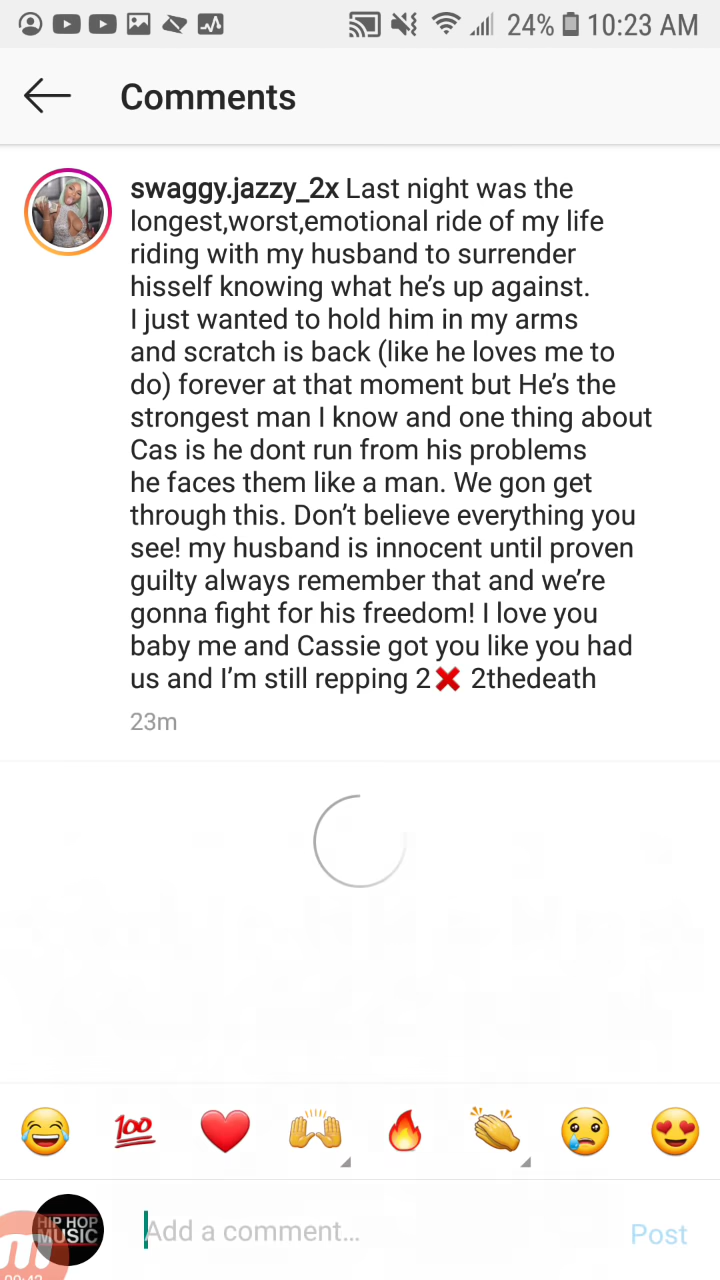 24% 10:23 AM
Comments
swaggy.jazzy_2x Last night was the
longest,worst,emotional ride of my life
riding with my husband to surrender
hisself knowing what he’s up against.
I just wanted to hold him in my arms
and scratch is back (like he loves me to
do) forever at that moment but He’s the
strongest man I know and one thing about
Cas is he dont run from his problems
he faces them like a man. We gon get
through this. Don’t believe everything you
see! my husband is innocent until proven
guilty always remember that and we’re
gonna fight for his freedom! I love you
baby me and Cassie got you like you had
us and I’m still repping 2❌ 2thedeath
23m
😂 💯 ❤️ 🙌 🔥 👏 😢 😍
HIP HOP
MUSIC
Add a comment...
Post